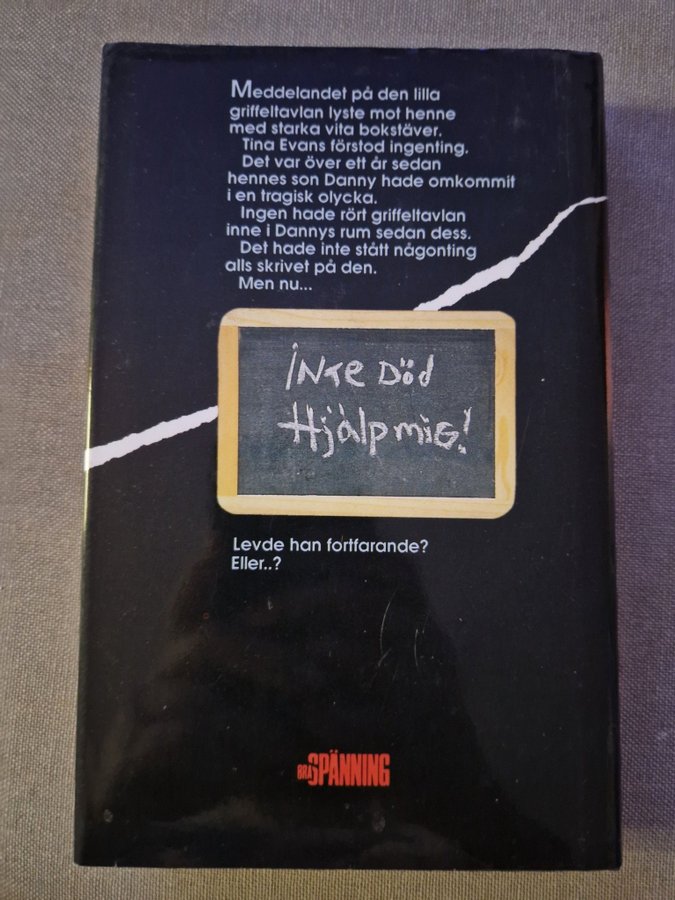 Meddelandet på den lilla
griffeltavlan lyste mot henne
med starka vita bokstäver.
Tina Evans förstod ingenting.
Det var över ett år sedan
hennes son Danny hade omkommit
i en tragisk olycka.
Ingen hade rört griffeltavlan
inne i Dannys rum sedan dess.
Det hade inte stått någonting
alls skrivet på den.
Men nu...
iNTe Död
Hjälp miG!
Levde han fortfarande?
Eller..?
BRA SPÄNNING